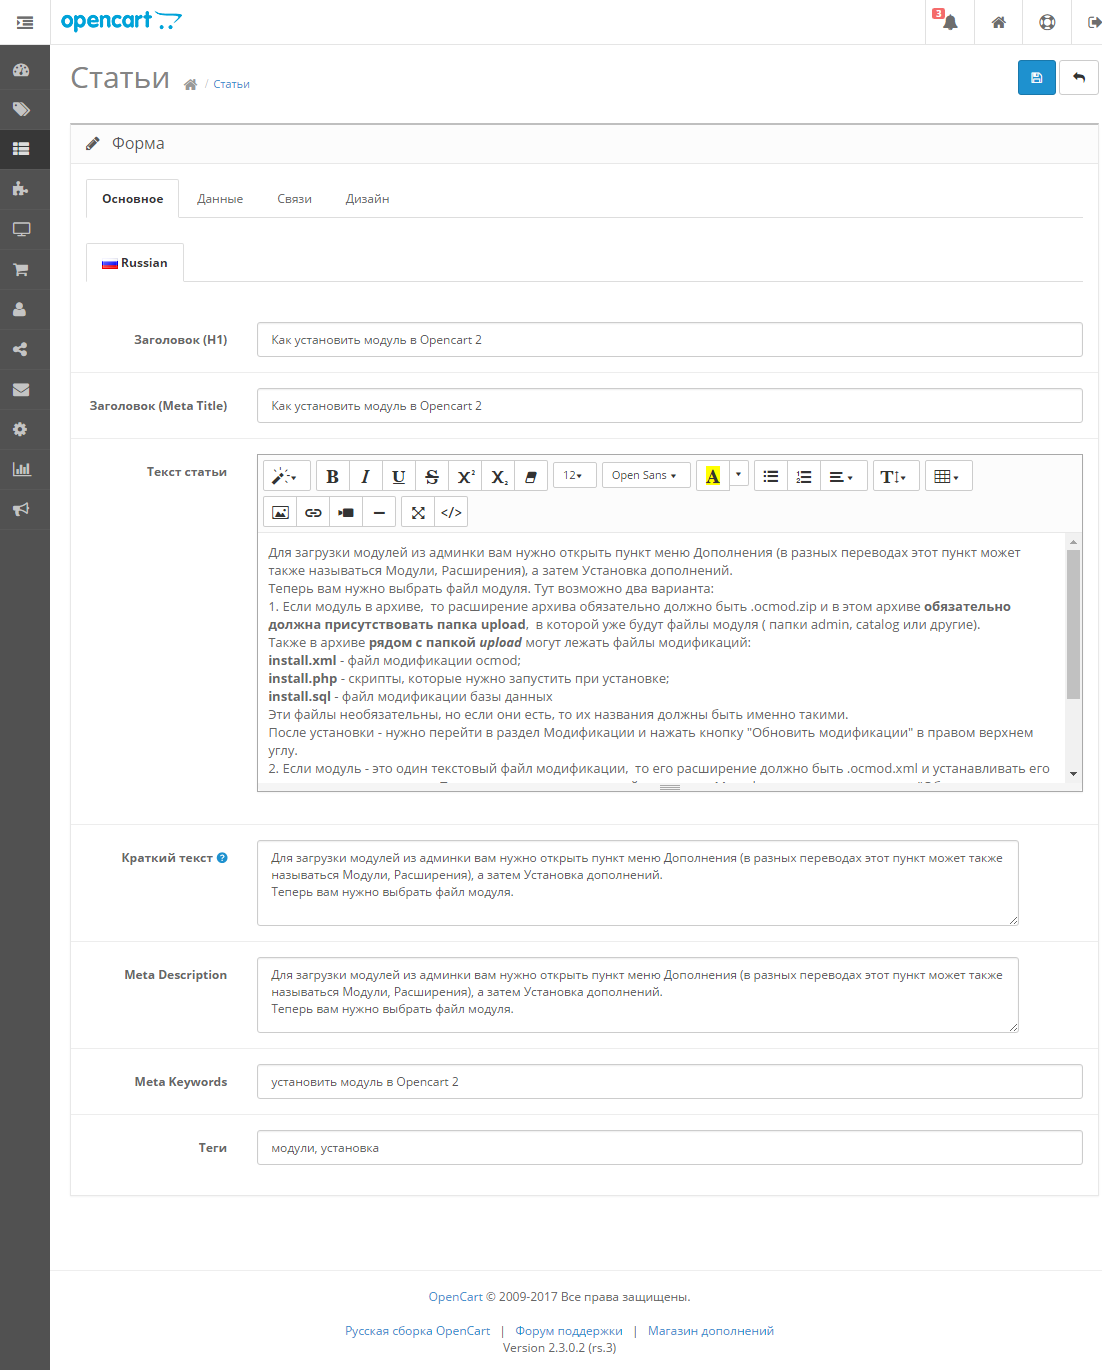 opencart
3
Статьи / Статьи
Форма
Основное Данные Связи Дизайн
Russian
Заголовок (H1) Как установить модуль в Opencart 2
Заголовок (Meta Title) Как установить модуль в Opencart 2
Текст статьи
B I U S X² X₂ 12 Open Sans A T
</>
Для загрузки модулей из админки вам нужно открыть пункт меню Дополнения (в разных переводах этот пункт может
также называться Модули, Расширения), а затем Установка дополнений.
Теперь вам нужно выбрать файл модуля. Тут возможно два варианта:
1. Если модуль в архиве, то расширение архива обязательно должно быть .ocmod.zip и в этом архиве обязательно
должна присутствовать папка upload, в которой уже будут файлы модуля ( папки admin, catalog или другие).
Также в архиве рядом с папкой upload могут лежать файлы модификаций:
install.xml - файл модификации ocmod;
install.php - скрипты, которые нужно запустить при установке;
install.sql - файл модификации базы данных
Эти файлы необязательны, но если они есть, то их названия должны быть именно такими.
После установки - нужно перейти в раздел Модификации и нажать кнопку "Обновить модификации" в правом верхнем
углу.
2. Если модуль - это один текстовый файл модификации, то его расширение должно быть .ocmod.xml и устанавливать его
Краткий текст ?
Для загрузки модулей из админки вам нужно открыть пункт меню Дополнения (в разных переводах этот пункт может также
называться Модули, Расширения), а затем Установка дополнений.
Теперь вам нужно выбрать файл модуля.
Meta Description
Для загрузки модулей из админки вам нужно открыть пункт меню Дополнения (в разных переводах этот пункт может также
называться Модули, Расширения), а затем Установка дополнений.
Теперь вам нужно выбрать файл модуля.
Meta Keywords установить модуль в Opencart 2
Теги модули, установка
OpenCart © 2009-2017 Все права защищены.
Русская сборка OpenCart | Форум поддержки | Магазин дополнений
Version 2.3.0.2 (rs.3)